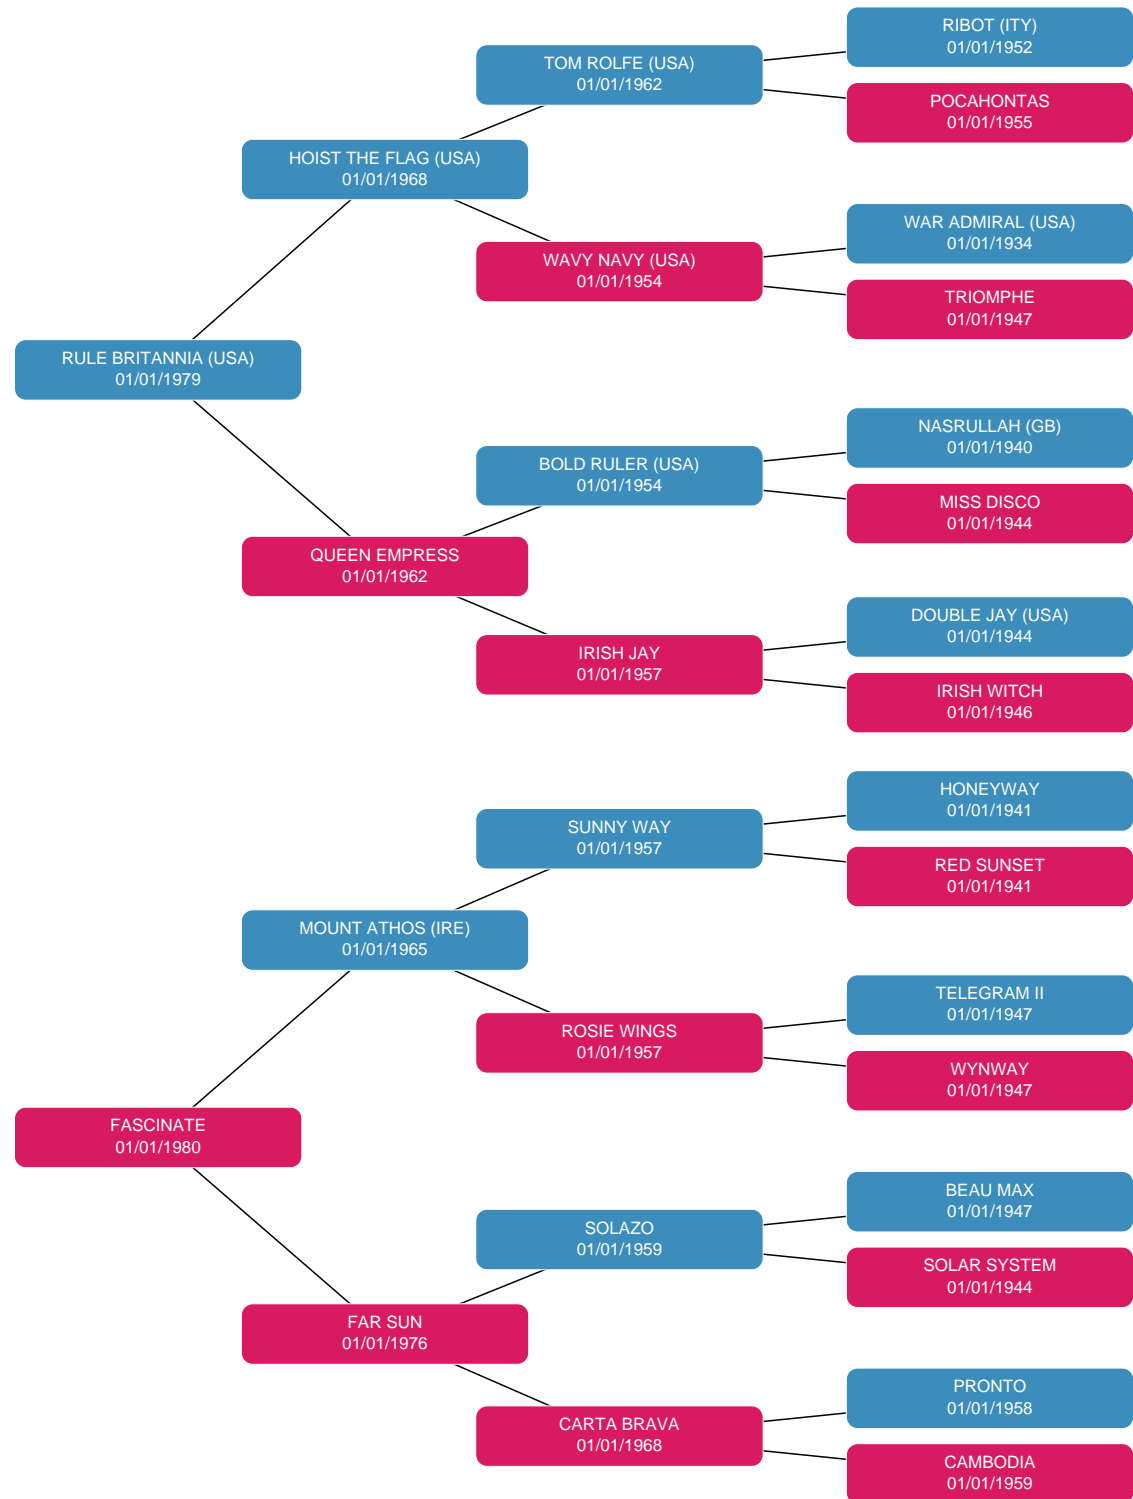 RIBOT (ITY)
01/01/1952
TOM ROLFE (USA)
01/01/1962
POCAHONTAS
01/01/1955
HOIST THE FLAG (USA)
01/01/1968
WAR ADMIRAL (USA)
01/01/1934
WAVY NAVY (USA)
01/01/1954
TRIOMPHE
01/01/1947
RULE BRITANNIA (USA)
01/01/1979
NASRULLAH (GB)
01/01/1940
BOLD RULER (USA)
01/01/1954
MISS DISCO
01/01/1944
QUEEN EMPRESS
01/01/1962
DOUBLE JAY (USA)
01/01/1944
IRISH JAY
01/01/1957
IRISH WITCH
01/01/1946
HONEYWAY
01/01/1941
SUNNY WAY
01/01/1957
RED SUNSET
01/01/1941
MOUNT ATHOS (IRE)
01/01/1965
TELEGRAM II
01/01/1947
ROSIE WINGS
01/01/1957
WYNWAY
01/01/1947
FASCINATE
01/01/1980
BEAU MAX
01/01/1947
SOLAZO
01/01/1959
SOLAR SYSTEM
01/01/1944
FAR SUN
01/01/1976
PRONTO
01/01/1958
CARTA BRAVA
01/01/1968
CAMBODIA
01/01/1959